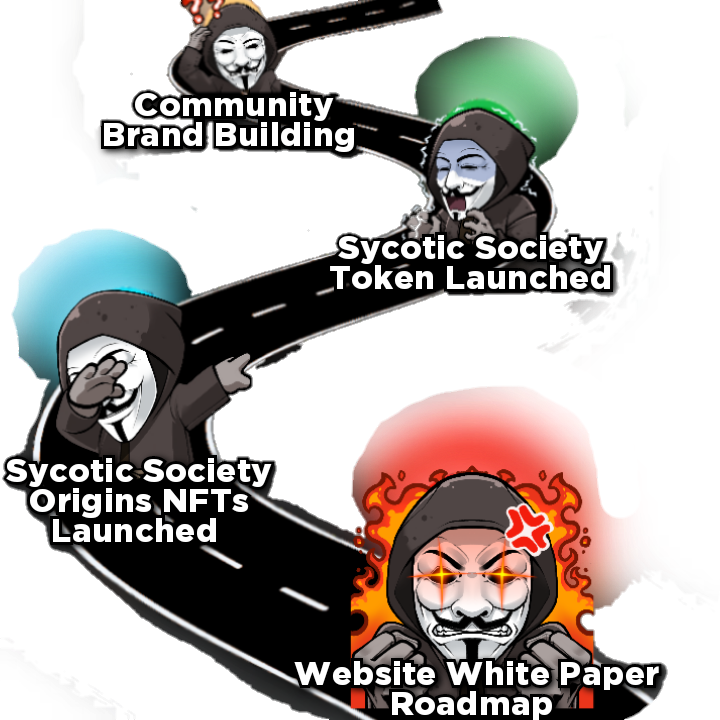 Community
Brand Building
Sycotic Society
Token Launched
Sycotic Society
Origins NFTs
Launched
Website White Paper
Roadmap